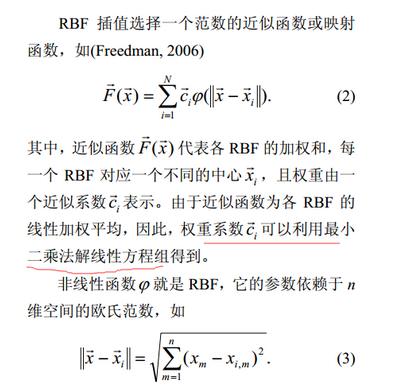 RBF 插值选择一个范数的近似函数或映射
函数，如(Freedman, 2006)
$\vec{F}(\vec{x}) = \sum_{i=1}^{N} \vec{c}_i \varphi(\|\vec{x} - \vec{x}_i\|).$ (2)
其中，近似函数 $\vec{F}(\vec{x})$ 代表各 RBF 的加权和，每
一个 RBF 对应一个不同的中心 $\vec{x}_i$，且权重由一
个近似系数 $\vec{c}_i$ 表示。由于近似函数为各 RBF 的
线性加权平均，因此，权重系数 $\vec{c}_i$ 可以利用最小
二乘法解线性方程组得到。
非线性函数 $\varphi$ 就是 RBF，它的参数依赖于 n
维空间的欧氏范数，如
$\|\vec{x} - \vec{x}_i\| = \sqrt{\sum_{m=1}^{n} (x_m - x_{i,m})^2}.$ (3)